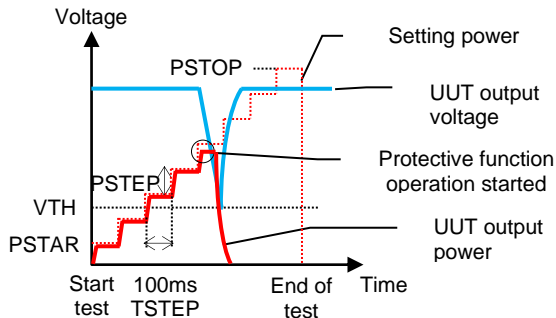 Voltage
Setting power
PSTOP
UUT output
voltage
Protective function
operation started
PSTEP
VTH
UUT output
power
PSTAR
Time
Start
test
100ms
TSTEP
End of
test